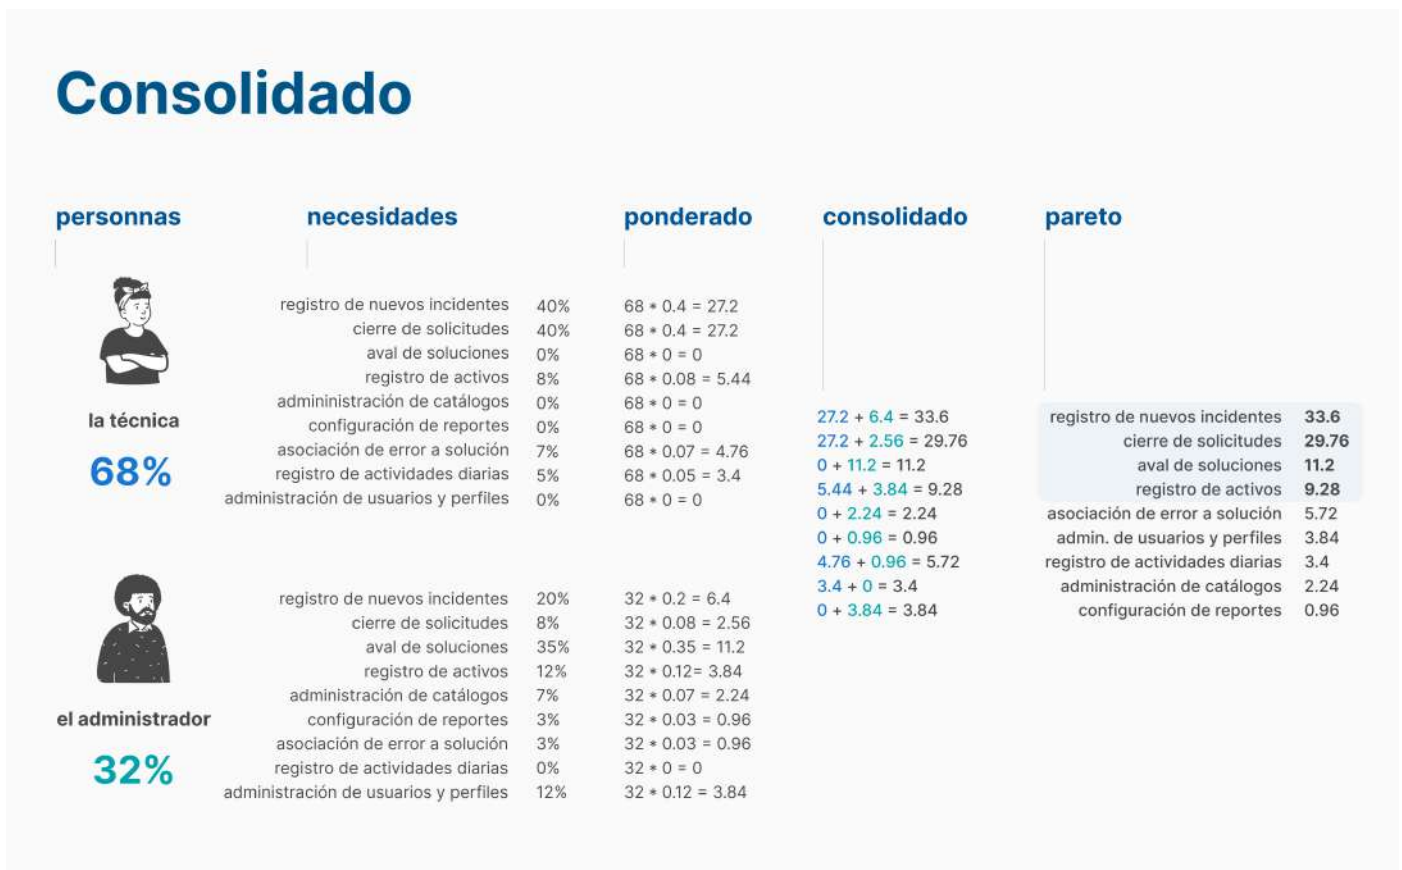 Consolidado
personnas
necesidades
ponderado
consolidado
pareto
la técnica
68%
registro de nuevos incidentes 40% 68 * 0.4 = 27.2
cierre de solicitudes 40% 68 * 0.4 = 27.2
aval de soluciones 0% 68 * 0 = 0
registro de activos 8% 68 * 0.08 = 5.44
admininistración de catálogos 0% 68 * 0 = 0
configuración de reportes 0% 68 * 0 = 0
asociación de error a solución 7% 68 * 0.07 = 4.76
registro de actividades diarias 5% 68 * 0.05 = 3.4
administración de usuarios y perfiles 0% 68 * 0 = 0
el administrador
32%
registro de nuevos incidentes 20% 32 * 0.2 = 6.4
cierre de solicitudes 8% 32 * 0.08 = 2.56
aval de soluciones 35% 32 * 0.35 = 11.2
registro de activos 12% 32 * 0.12= 3.84
administración de catálogos 7% 32 * 0.07 = 2.24
configuración de reportes 3% 32 * 0.03 = 0.96
asociación de error a solución 3% 32 * 0.03 = 0.96
registro de actividades diarias 0% 32 * 0 = 0
administración de usuarios y perfiles 12% 32 * 0.12 = 3.84
27.2 + 6.4 = 33.6
27.2 + 2.56 = 29.76
0 + 11.2 = 11.2
5.44 + 3.84 = 9.28
0 + 2.24 = 2.24
0 + 0.96 = 0.96
4.76 + 0.96 = 5.72
3.4 + 0 = 3.4
0 + 3.84 = 3.84
registro de nuevos incidentes 33.6
cierre de solicitudes 29.76
aval de soluciones 11.2
registro de activos 9.28
asociación de error a solución 5.72
admin. de usuarios y perfiles 3.84
registro de actividades diarias 3.4
administración de catálogos 2.24
configuración de reportes 0.96